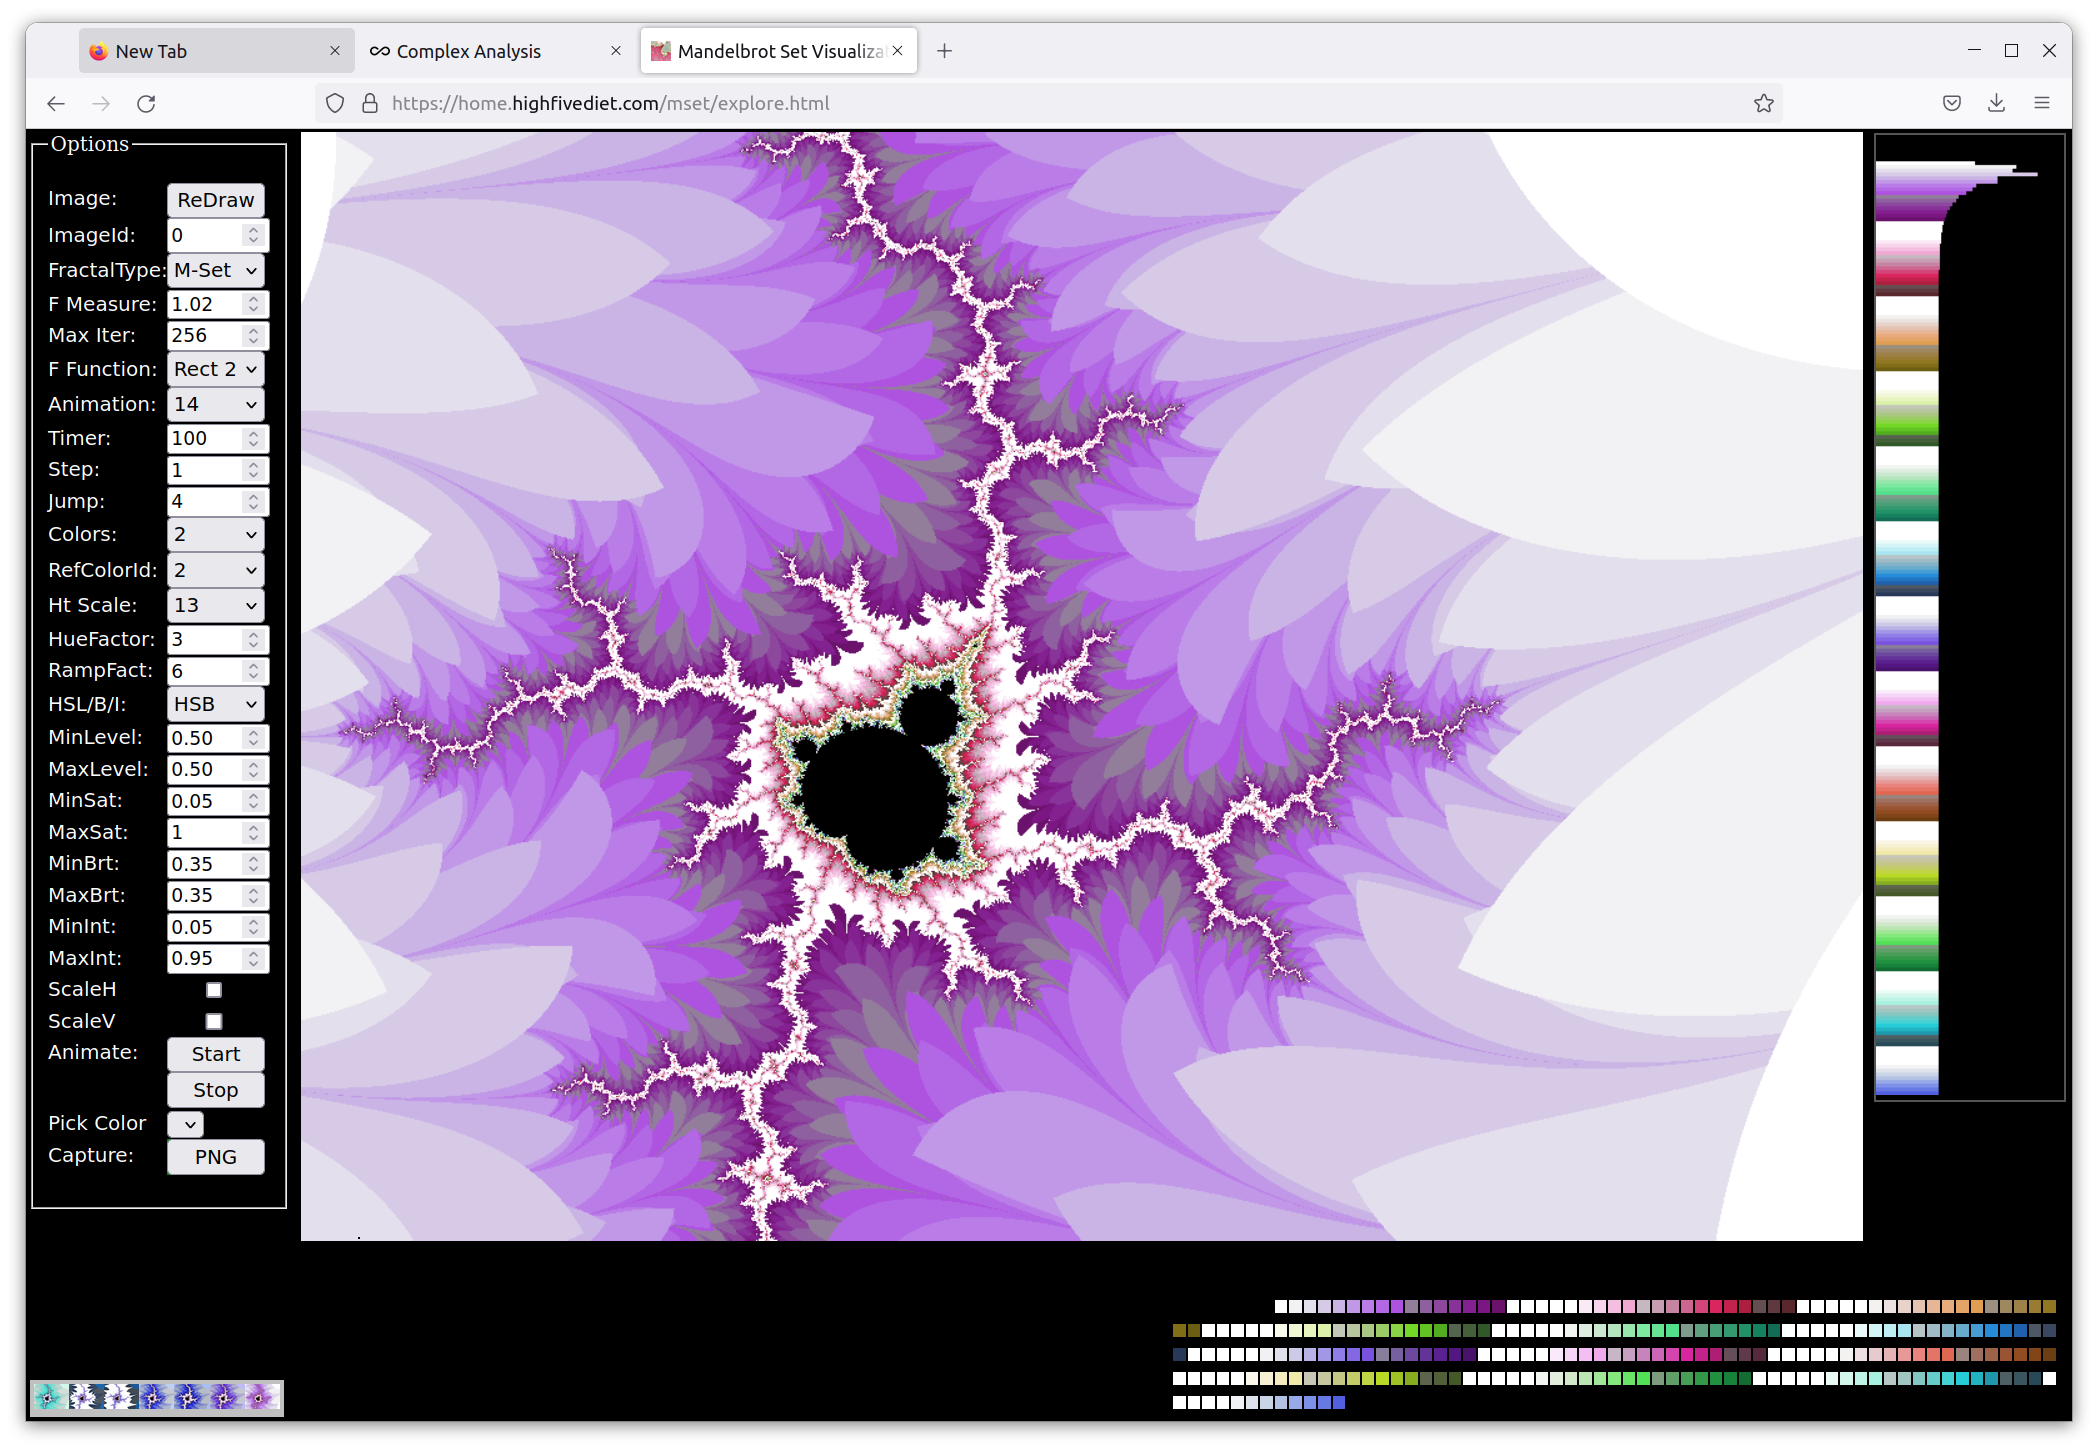 New Tab
Complex Analysis
Mandelbrot Set Visualiza
https://home.highfivediet.com/mset/explore.html
Options
Image: ReDraw
ImageId: 0
FractalType: M-Set
F Measure: 1.02
Max Iter: 256
F Function: Rect 2
Animation: 14
Timer: 100
Step: 1
Jump: 4
Colors: 2
RefColorId: 2
Ht Scale: 13
HueFactor: 3
RampFact: 6
HSL/B/I: HSB
MinLevel: 0.50
MaxLevel: 0.50
MinSat: 0.05
MaxSat: 1
MinBrt: 0.35
MaxBrt: 0.35
MinInt: 0.05
MaxInt: 0.95
ScaleH
ScaleV
Animate: Start
Stop
Pick Color
Capture: PNG